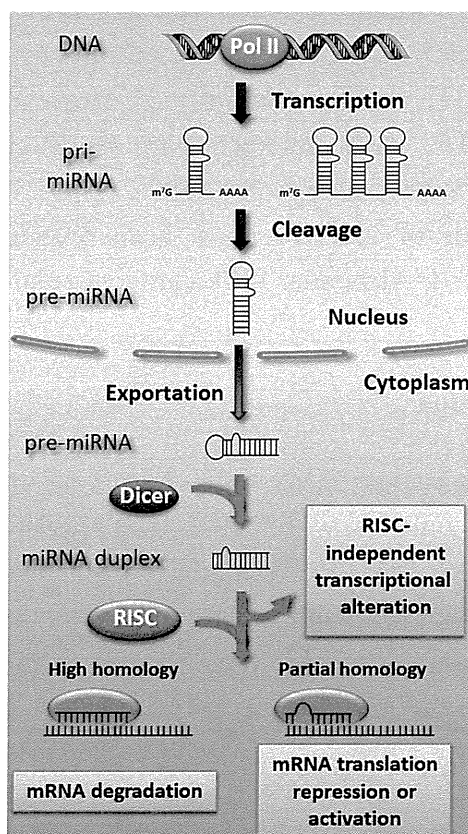 DNA
Pol II
Transcription
pri-
miRNA
m⁷G
AAAA
m⁷G
AAAA
Cleavage
pre-miRNA
Nucleus
Cytoplasm
Exportation
pre-miRNA
Dicer
miRNA duplex
RISC-
independent
transcriptional
alteration
RISC
High homology
Partial homology
mRNA degradation
mRNA translation
repression or
activation